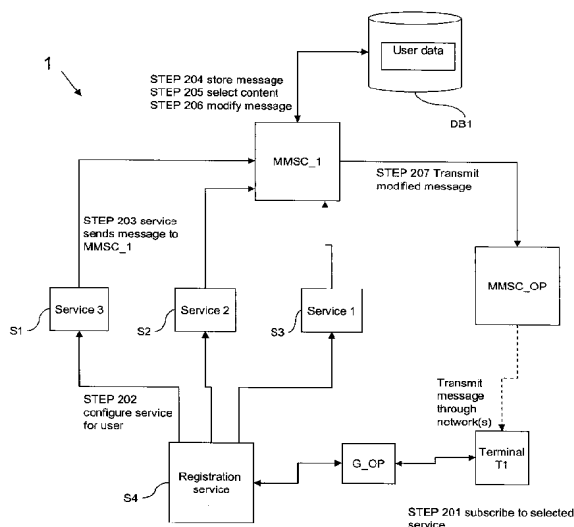 1
User data
DB1
STEP 204 store message
STEP 205 select content
STEP 206 modify message
MMSC_1
STEP 207 Transmit
modified message
STEP 203 service
sends message to
MMSC_1
MMSC_OP
Service 3
S1
Service 2
S2
Service 1
S3
STEP 202
configure service
for user
Transmit
message
through
network(s)
Registration
service
S4
G_OP
Terminal
T1
STEP 201 subscribe to selected
service